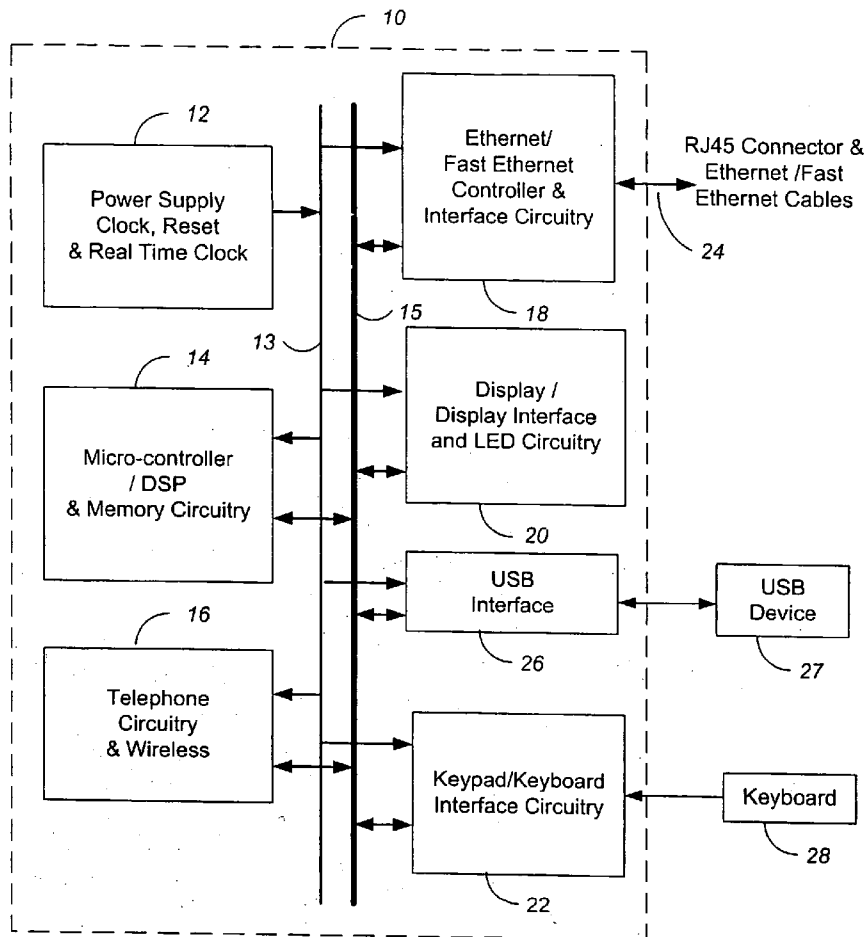 10
12
Power Supply
Clock, Reset
& Real Time Clock
Ethernet/
Fast Ethernet
Controller &
Interface Circuitry
18
RJ45 Connector &
Ethernet /Fast
Ethernet Cables
24
13
15
14
Micro-controller
/ DSP
& Memory Circuitry
Display /
Display Interface
and LED Circuitry
20
USB
Interface
26
USB
Device
27
16
Telephone
Circuitry
& Wireless
Keypad/Keyboard
Interface Circuitry
22
Keyboard
28